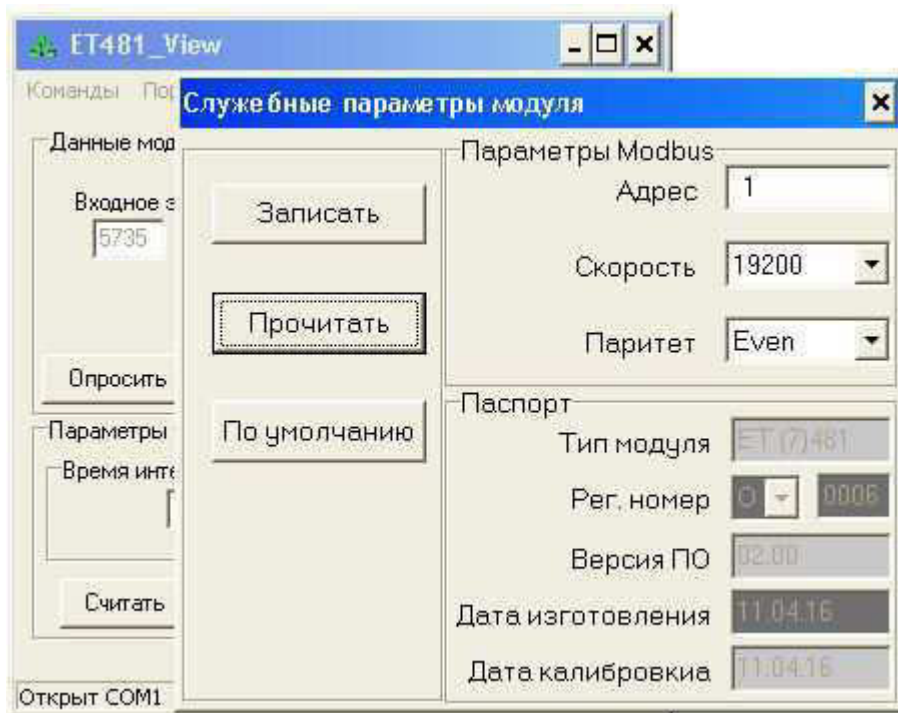 ET481_View
Команды Пор
Служебные параметры модуля
Данные мод
Входное з
5735
Опросить
Параметры
Время инте
Считать
Открыт COM1
Записать
Прочитать
По умолчанию
Параметры Modbus
Адрес 1
Скорость 19200
Паритет Even
Паспорт
Тип модуля ET (7)481
Рег. номер 0 0006
Версия ПО 02.00
Дата изготовления 11.04.16
Дата калибровкиа 11.04.16